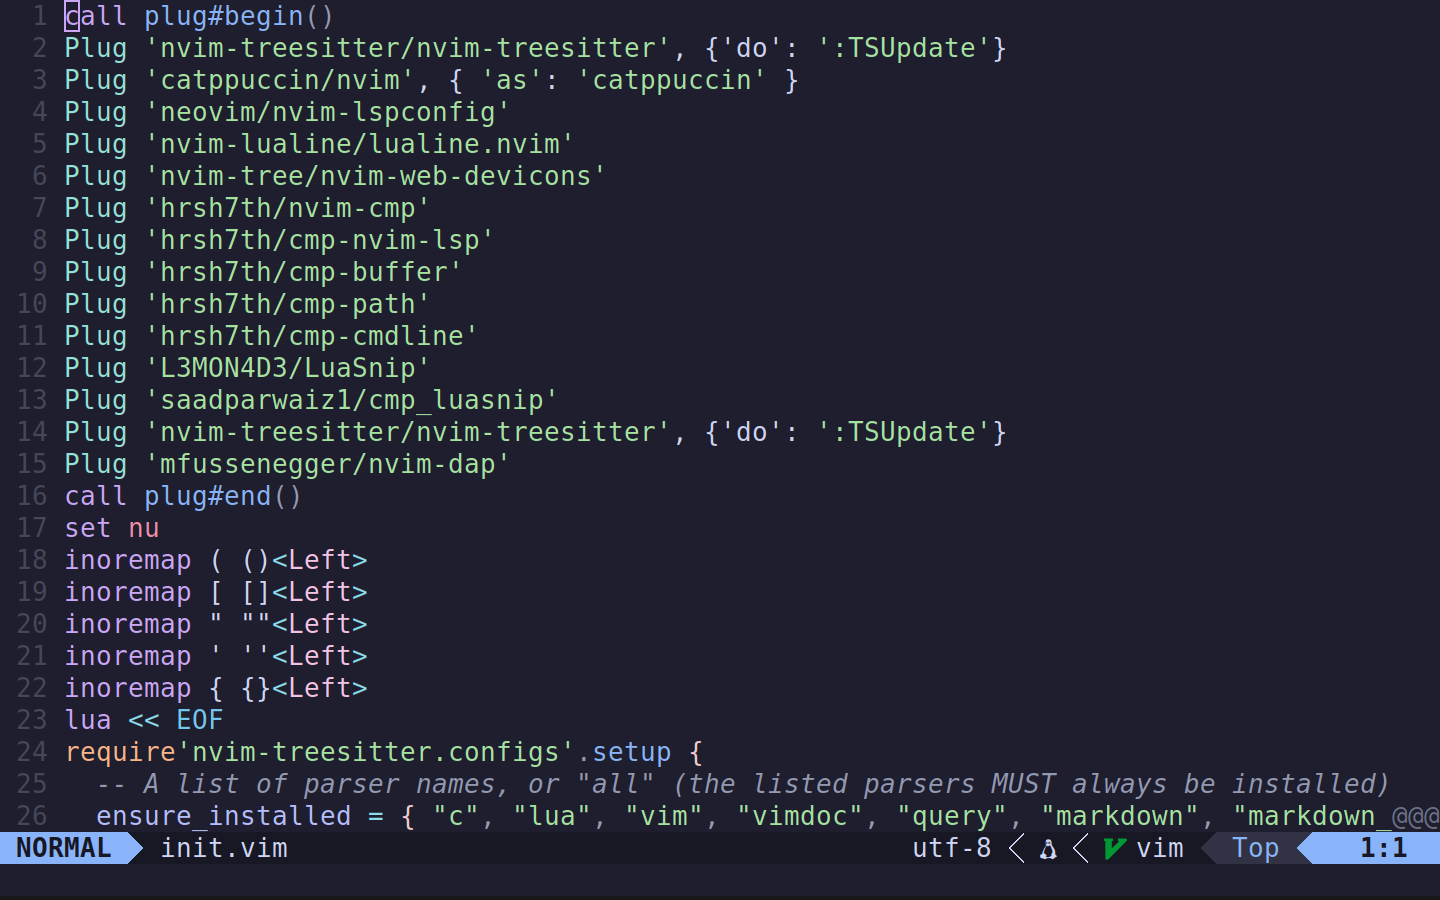 1 call plug#begin()
2 Plug 'nvim-treesitter/nvim-treesitter', {'do': ':TSUpdate'}
3 Plug 'catppuccin/nvim', { 'as': 'catppuccin' }
4 Plug 'neovim/nvim-lspconfig'
5 Plug 'nvim-lualine/lualine.nvim'
6 Plug 'nvim-tree/nvim-web-devicons'
7 Plug 'hrsh7th/nvim-cmp'
8 Plug 'hrsh7th/cmp-nvim-lsp'
9 Plug 'hrsh7th/cmp-buffer'
10 Plug 'hrsh7th/cmp-path'
11 Plug 'hrsh7th/cmp-cmdline'
12 Plug 'L3MON4D3/LuaSnip'
13 Plug 'saadparwaiz1/cmp_luasnip'
14 Plug 'nvim-treesitter/nvim-treesitter', {'do': ':TSUpdate'}
15 Plug 'mfussenegger/nvim-dap'
16 call plug#end()
17 set nu
18 inoremap ( ()<Left>
19 inoremap [ []<Left>
20 inoremap " ""<Left>
21 inoremap ' ''<Left>
22 inoremap { {}<Left>
23 lua << EOF
24 require'nvim-treesitter.configs'.setup {
25   -- A list of parser names, or "all" (the listed parsers MUST always be installed)
26   ensure_installed = { "c", "lua", "vim", "vimdoc", "query", "markdown", "markdown_@@@
NORMAL init.vim utf-8 vim Top 1:1